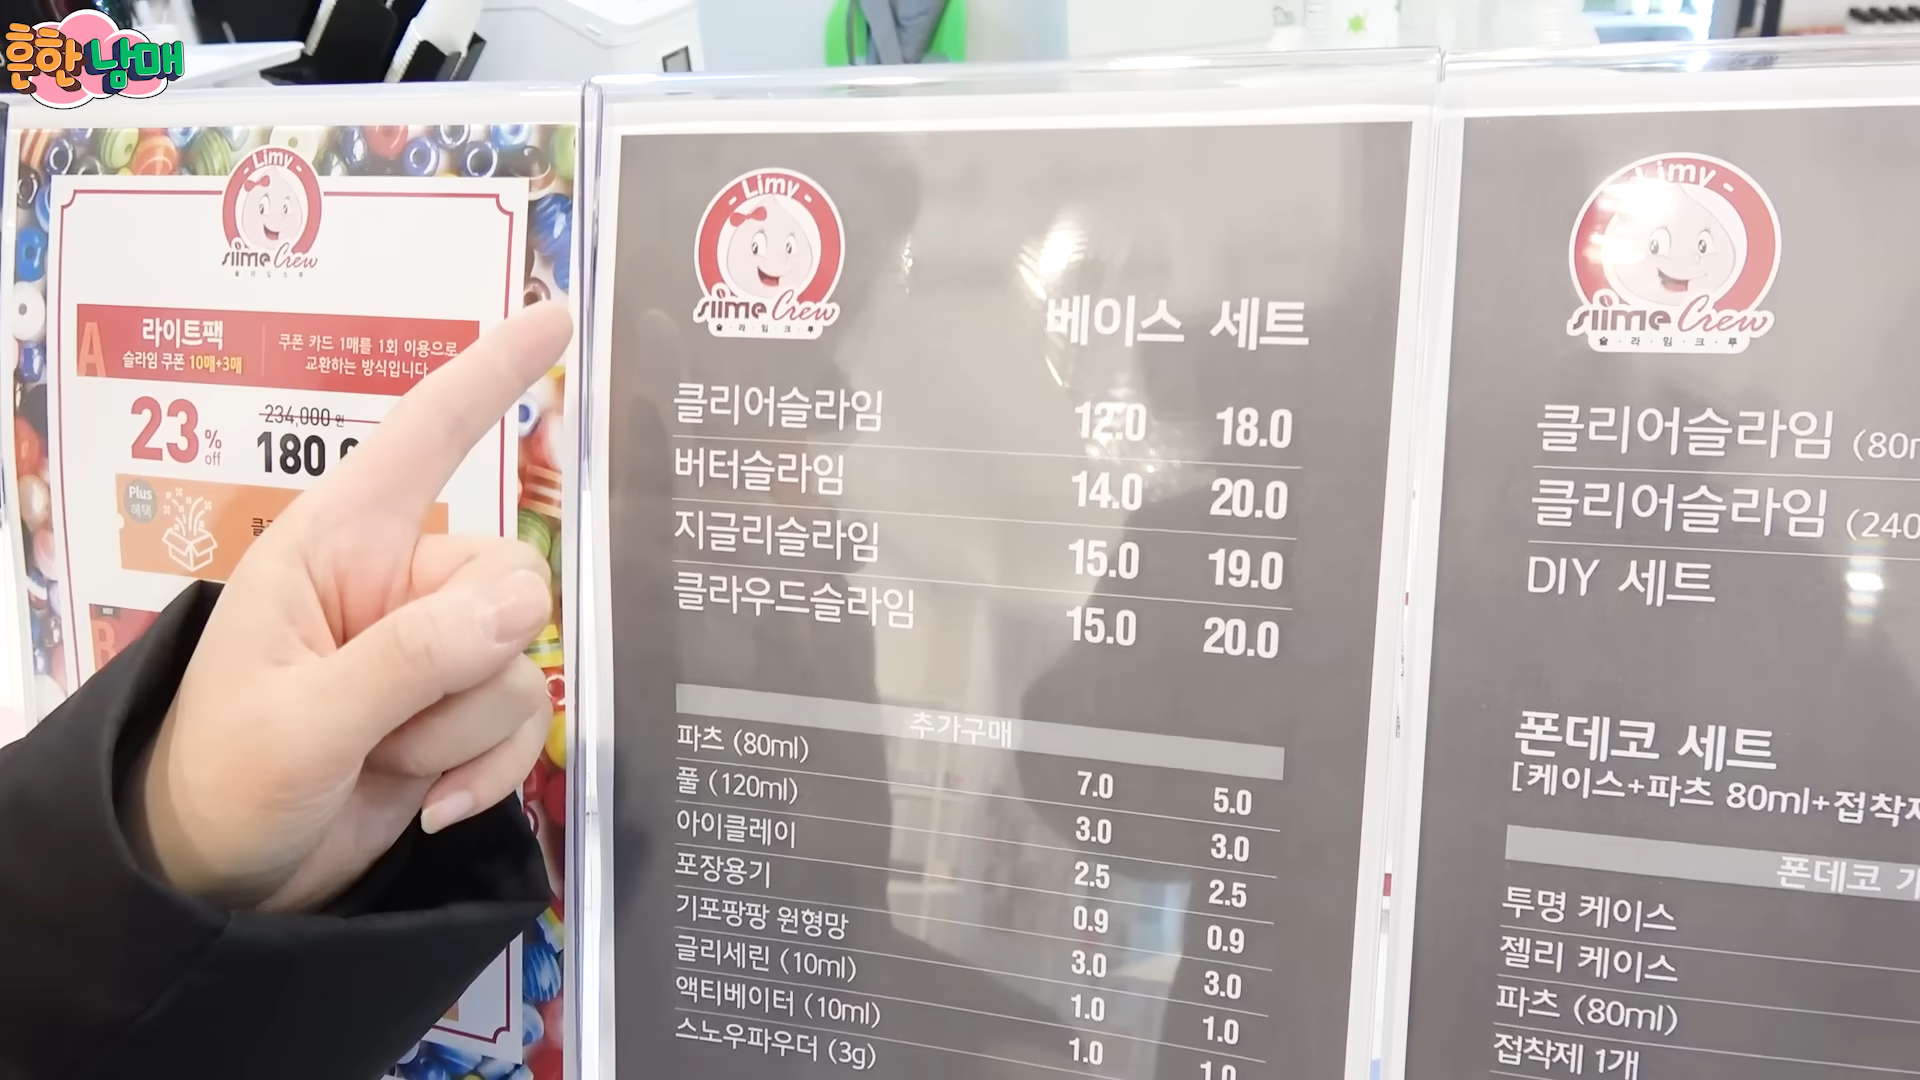 흔한남매
- Limy -
slime Crew
슬라임크루
A
라이트팩
슬라임 쿠폰 10매+3매
쿠폰 카드 1매를 1회 이용으로
교환하는 방식입니다
23% off
234,000 원
180
Plus
혜택
B
- Limy -
slime Crew
슬·라·임·크·루
베이스 세트
클리어슬라임 12.0 18.0
버터슬라임 14.0 20.0
지글리슬라임 15.0 19.0
클라우드슬라임 15.0 20.0
추가구매
파츠 (80ml) 7.0 5.0
풀 (120ml) 3.0 3.0
아이클레이 2.5 2.5
포장용기 0.9 0.9
기포팡팡 원형망 3.0 3.0
글리세린 (10ml) 1.0 1.0
액티베이터 (10ml) 1.0 1.0
스노우파우더 (3g)
Limy -
slime Crew
슬·라·임·크·루
클리어슬라임 (80
클리어슬라임 (240
DIY 세트
폰데코 세트
[케이스+파츠 80ml+접착
폰데코
투명 케이스
젤리 케이스
파츠 (80ml)
접착제 1개